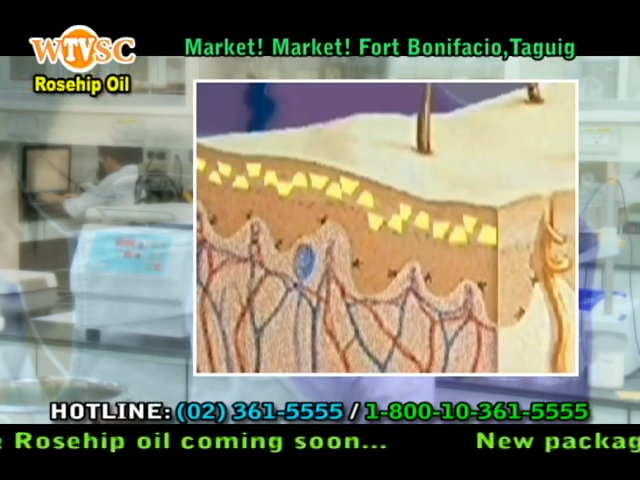 WTVSC
Market! Market! Fort Bonifacio,Taguig
Rosehip Oil
HOTLINE: (02) 361-5555 / 1-800-10-361-5555
Rosehip oil coming soon... New packag